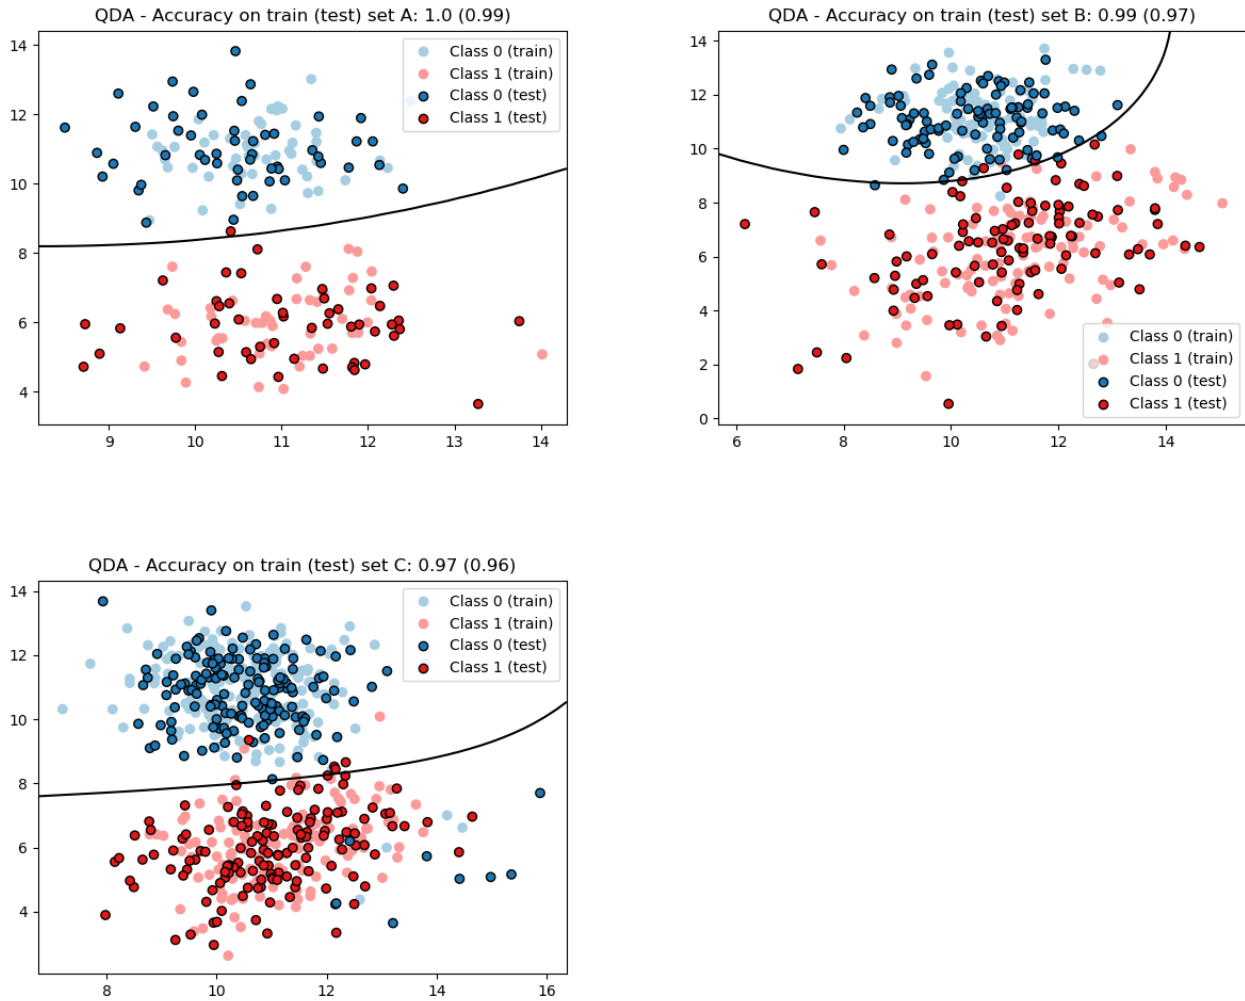 QDA - Accuracy on train (test) set A: 1.0 (0.99)
14
12
10
8
6
4
9
10
11
12
13
14
Class 0 (train)
Class 1 (train)
Class 0 (test)
Class 1 (test)
QDA - Accuracy on train (test) set B: 0.99 (0.97)
14
12
10
8
6
4
2
0
6
8
10
12
14
Class 0 (train)
Class 1 (train)
Class 0 (test)
Class 1 (test)
QDA - Accuracy on train (test) set C: 0.97 (0.96)
14
12
10
8
6
4
8
10
12
14
16
Class 0 (train)
Class 1 (train)
Class 0 (test)
Class 1 (test)